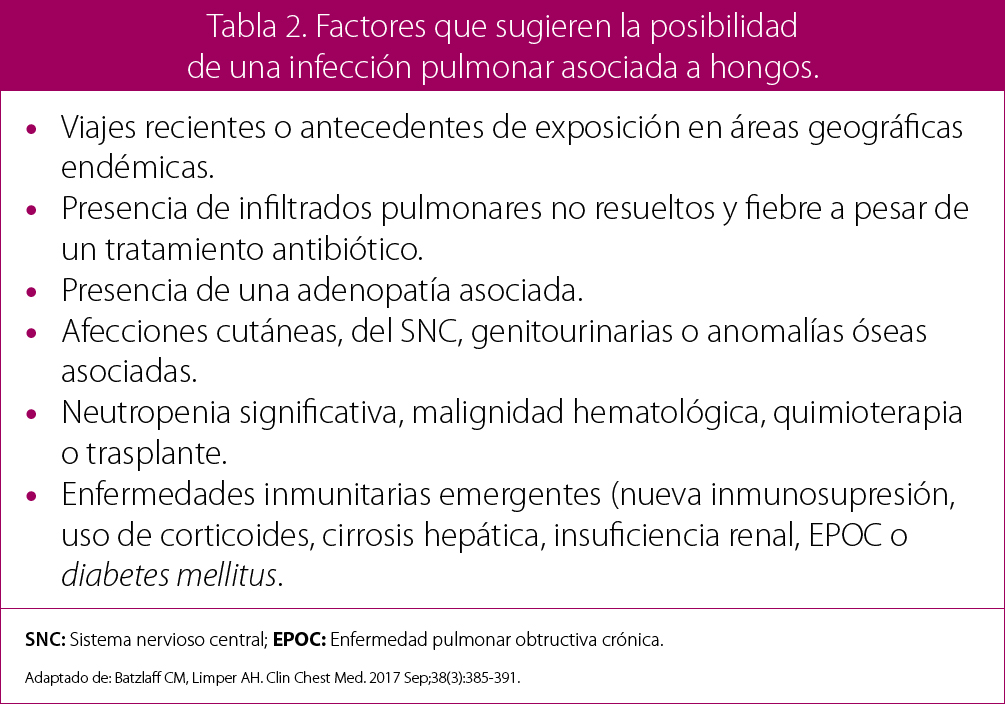 Tabla 2. Factores que sugieren la posibilidad
de una infección pulmonar asociada a hongos.
• Viajes recientes o antecedentes de exposición en áreas geográficas
endémicas.
• Presencia de infiltrados pulmonares no resueltos y fiebre a pesar de
un tratamiento antibiótico.
• Presencia de una adenopatía asociada.
• Afecciones cutáneas, del SNC, genitourinarias o anomalías óseas
asociadas.
• Neutropenia significativa, malignidad hematológica, quimioterapia
o trasplante.
• Enfermedades inmunitarias emergentes (nueva inmunosupresión,
uso de corticoides, cirrosis hepática, insuficiencia renal, EPOC o
diabetes mellitus.
SNC: Sistema nervioso central; EPOC: Enfermedad pulmonar obtructiva crónica.
Adaptado de: Batzlaff CM, Limper AH. Clin Chest Med. 2017 Sep;38(3):385-391.